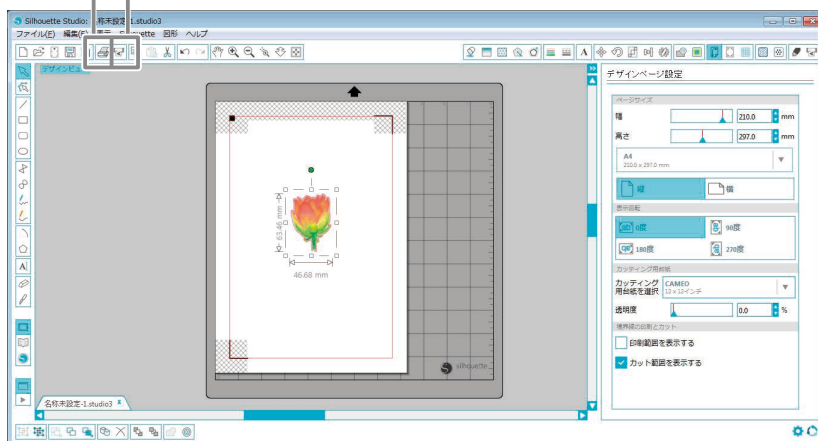 Silhouette Studio: 名称未設定-1.studio3
ファイル(F) 編集(E) 表示 Silhouette 図形 ヘルプ
デザインビュー
デザインページ設定
ページサイズ
幅 210.0 mm
高さ 297.0 mm
A4
210.0 x 297.0 mm
縦 横
表示回転
0度 90度
180度 270度
カッティング用台紙
カッティング用台紙を選択
CAMEO
12 x 12インチ
透明度 0.0 %
境界線の印刷とカット
印刷範囲を表示する
カット範囲を表示する
63.46 mm
46.68 mm
silhouette
名称未設定-1.studio3